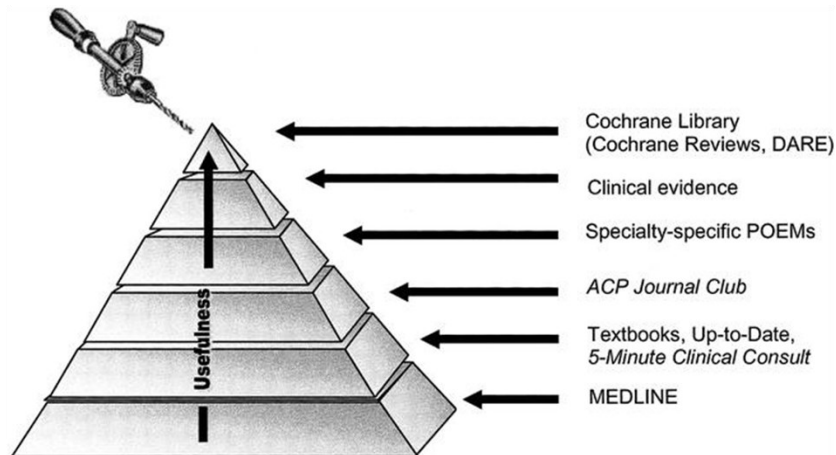 Cochrane Library
(Cochrane Reviews, DARE)
Clinical evidence
Specialty-specific POEMs
ACP Journal Club
Textbooks, Up-to-Date,
5-Minute Clinical Consult
MEDLINE
Usefulness